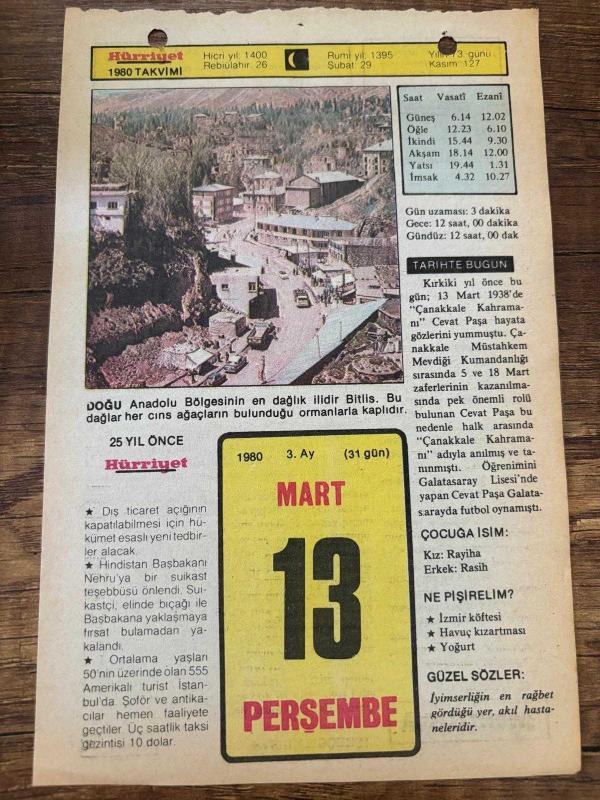 Hürriyet
1980 TAKVİMİ
Hicri yıl: 1400
Rebiülahir. 26
Rumi yıl: 1395
Şubat: 29
73. günü
Kasım: 127
Saat Vasatî Ezanî
Güneş 6.14 12.02
Öğle 12.23 6.10
İkindi 15.44 9.30
Akşam 18.14 12.00
Yatsı 19.44 1.31
İmsak 4.32 10.27
Gün uzaması: 3 dakika
Gece: 12 saat, 00 dakika
Gündüz: 12 saat, 00 dak
TARİHTE BUGÜN
Kırkiki yıl önce bu
gün; 13 Mart 1938'de
"Çanakkale Kahrama-
nı" Cevat Paşa hayata
gözlerini yummuştu. Ça-
nakkale Müstahkem
Mevdiği Kumandanlığı
sırasında 5 ve 18 Mart
zaferlerinin kazanılma-
sında pek önemli rolü
bulunan Cevat Paşa bu
nedenle halk arasında
"Çanakkale Kahrama-
nı" adıyla anılmış ve ta-
nınmıştı. Öğrenimini
Galatasaray Lisesi'nde
yapan Cevat Paşa Galata-
sarayda futbol oynamıştı.
DOĞU Anadolu Bölgesinin en dağlık ilidir Bitlis. Bu
dağlar her cins ağaçların bulunduğu ormanlarla kaplıdır.
25 YIL ÖNCE
Hürriyet
★ Dış ticaret açığının
kapatılabilmesi için hü-
kümet esaslı yeni tedbir-
ler alacak.
★ Hindistan Başbakanı
Nehru'ya bir suikast
teşebbüsü önlendi. Sui-
kastçi, elinde bıçağı ile
Başbakana yaklaşmaya
fırsat bulamadan ya-
kalandı.
★ Ortalama yaşları
50'nin üzerinde olan 555
Amerikalı turist İstan-
bul'da. Şoför ve antika-
cılar hemen faaliyete
geçtiler. Üç saatlik taksi
gezintisi 10 dolar.
1980 3. Ay (31 gün)
MART
13
PERŞEMBE
ÇOCUĞA İSİM:
Kız: Rayiha
Erkek: Rasih
NE PİŞİRELİM?
★ İzmir köftesi
★ Havuç kızartması
★ Yoğurt
GÜZEL SÖZLER:
İyimserliğin en rağbet
gördüğü yer, akıl hasta-
neleridir.